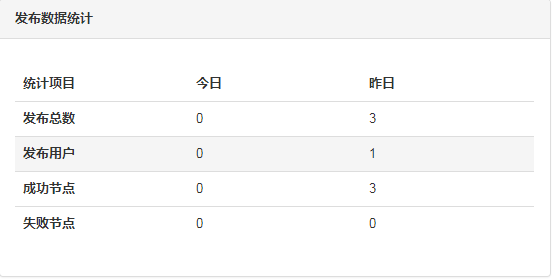 发布数据统计
统计项目 今日 昨日
发布总数 0 3
发布用户 0 1
成功节点 0 3
失败节点 0 0